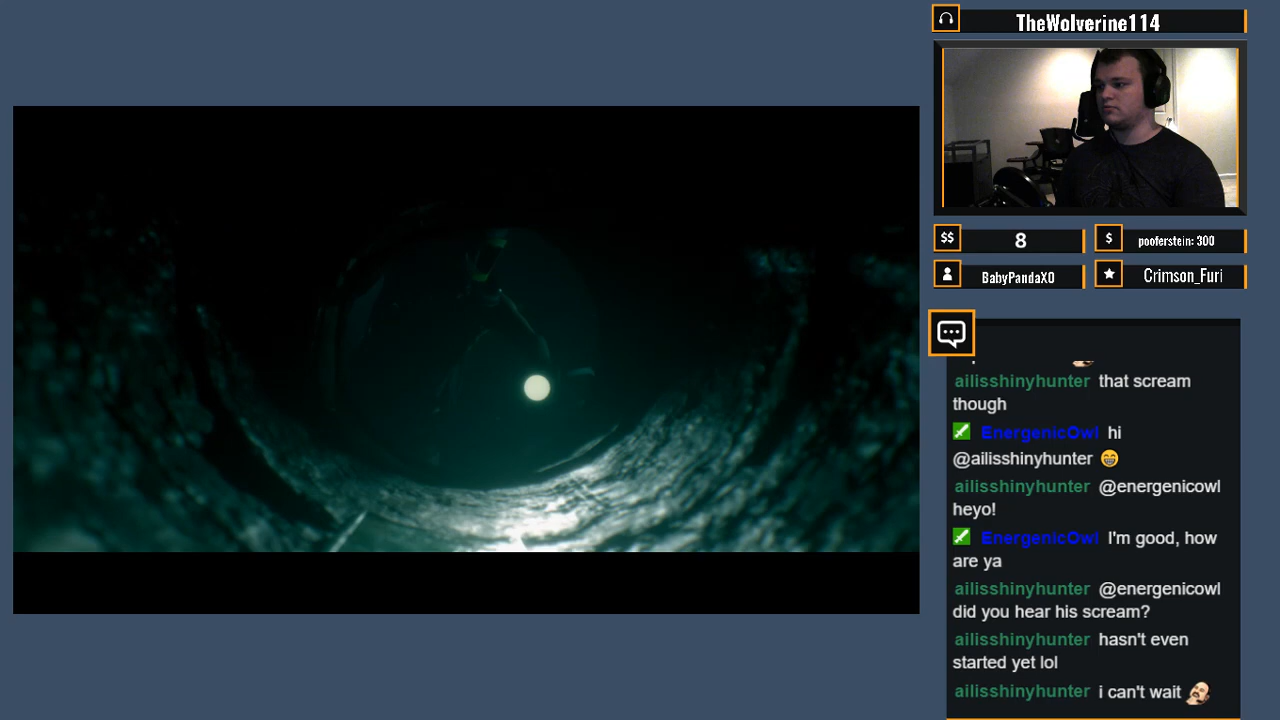 TheWolverine114
$$ 8
$ pooferstein: 300
BabyPandaXO
Crimson_Furi
ailisshinyhunter that scream
though
EnergenicOwl hi
@ailisshinyhunter 😁
ailisshinyhunter @energenicowl
heyo!
EnergenicOwl I'm good, how
are ya
ailisshinyhunter @energenicowl
did you hear his scream?
ailisshinyhunter hasn't even
started yet lol
ailisshinyhunter i can't wait